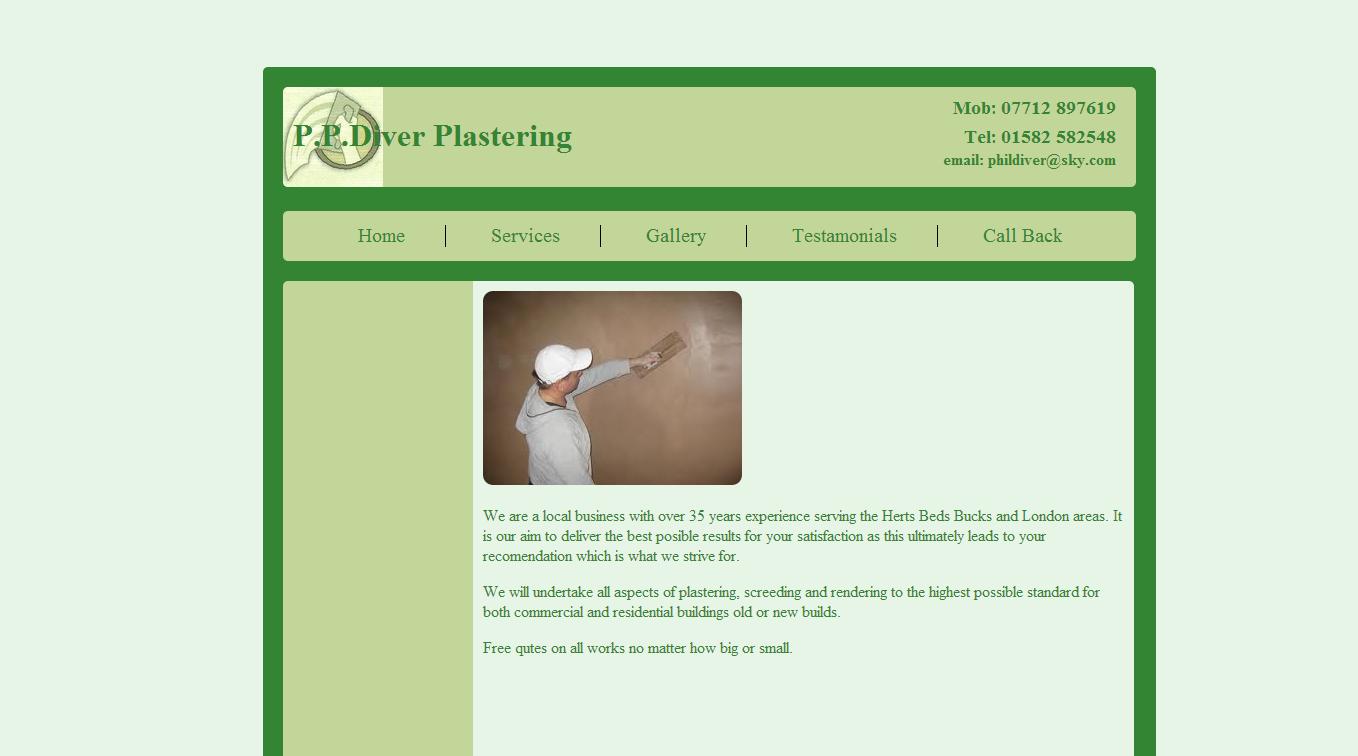 P.P.Diver Plastering
Mob: 07712 897619
Tel: 01582 582548
email: phildiver@sky.com
Home Services Gallery Testamonials Call Back
We are a local business with over 35 years experience serving the Herts Beds Bucks and London areas. It
is our aim to deliver the best posible results for your satisfaction as this ultimately leads to your
recomendation which is what we strive for.
We will undertake all aspects of plastering, screeding and rendering to the highest possible standard for
both commercial and residential buildings old or new builds.
Free qutes on all works no matter how big or small.